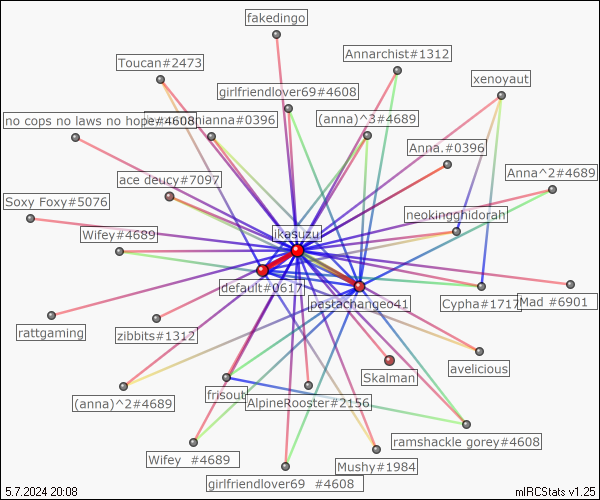 fakedingo
Annarchist#1312
Toucan#2473
xenoyaut
girlfriendlover69#4608
no cops no laws no hope#4608
nianna#0396
(anna)^3#4689
Anna.#0396
Anna^2#4689
ace deucy#7097
Soxy Foxy#5076
neokingghidorah
Wifey#4689
ikasuzu
default#0617
pastachangeo41
Cypha#1717
Mad #6901
rattgaming
zibbits#1312
avelicious
Skalman
(anna)^2#4689
frisout
AlpineRooster#2156
ramshackle gorey#4608
Wifey #4689
Mushy#1984
girlfriendlover69 #4608
5.7.2024 20:08
mIRCStats v1.25